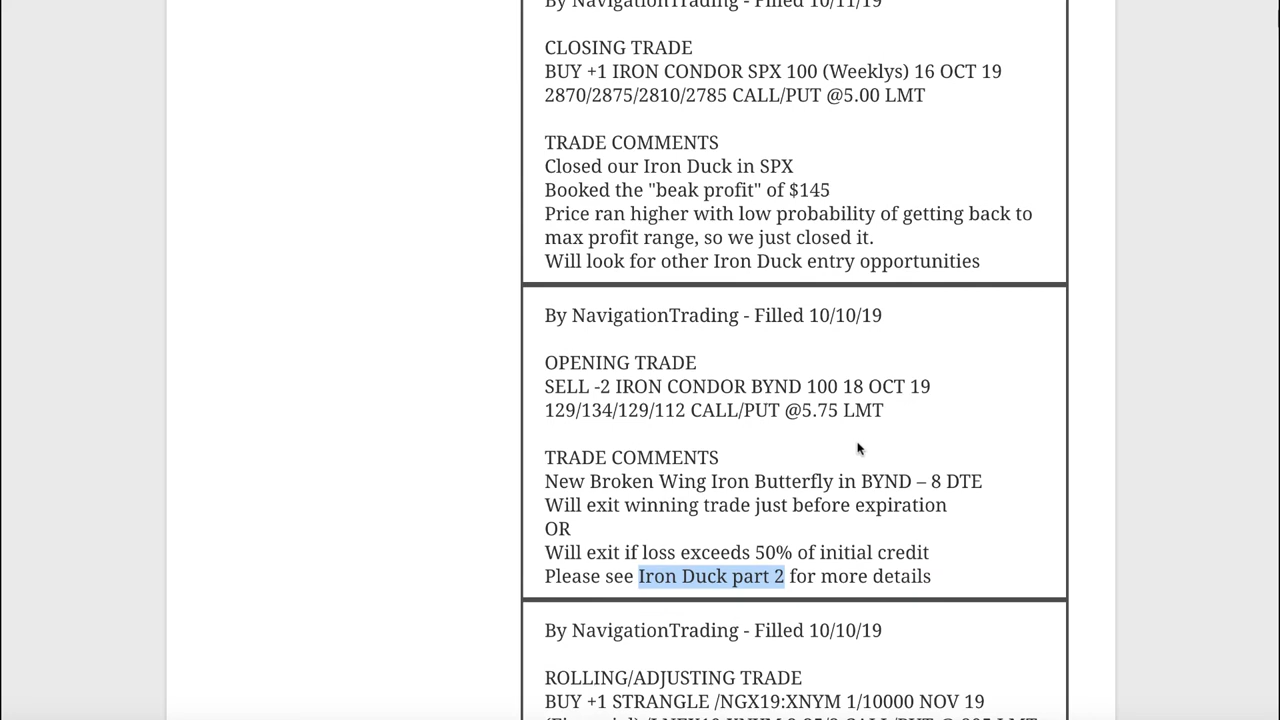 By NavigationTrading - Filled 10/11/19
CLOSING TRADE
BUY +1 IRON CONDOR SPX 100 (Weeklys) 16 OCT 19
2870/2875/2810/2785 CALL/PUT @5.00 LMT
TRADE COMMENTS
Closed our Iron Duck in SPX
Booked the "beak profit" of $145
Price ran higher with low probability of getting back to
max profit range, so we just closed it.
Will look for other Iron Duck entry opportunities
By NavigationTrading - Filled 10/10/19
OPENING TRADE
SELL -2 IRON CONDOR BYND 100 18 OCT 19
129/134/129/112 CALL/PUT @5.75 LMT
TRADE COMMENTS
New Broken Wing Iron Butterfly in BYND – 8 DTE
Will exit winning trade just before expiration
OR
Will exit if loss exceeds 50% of initial credit
Please see Iron Duck part 2 for more details
By NavigationTrading - Filled 10/10/19
ROLLING/ADJUSTING TRADE
BUY +1 STRANGLE /NGX19:XNYM 1/10000 NOV 19